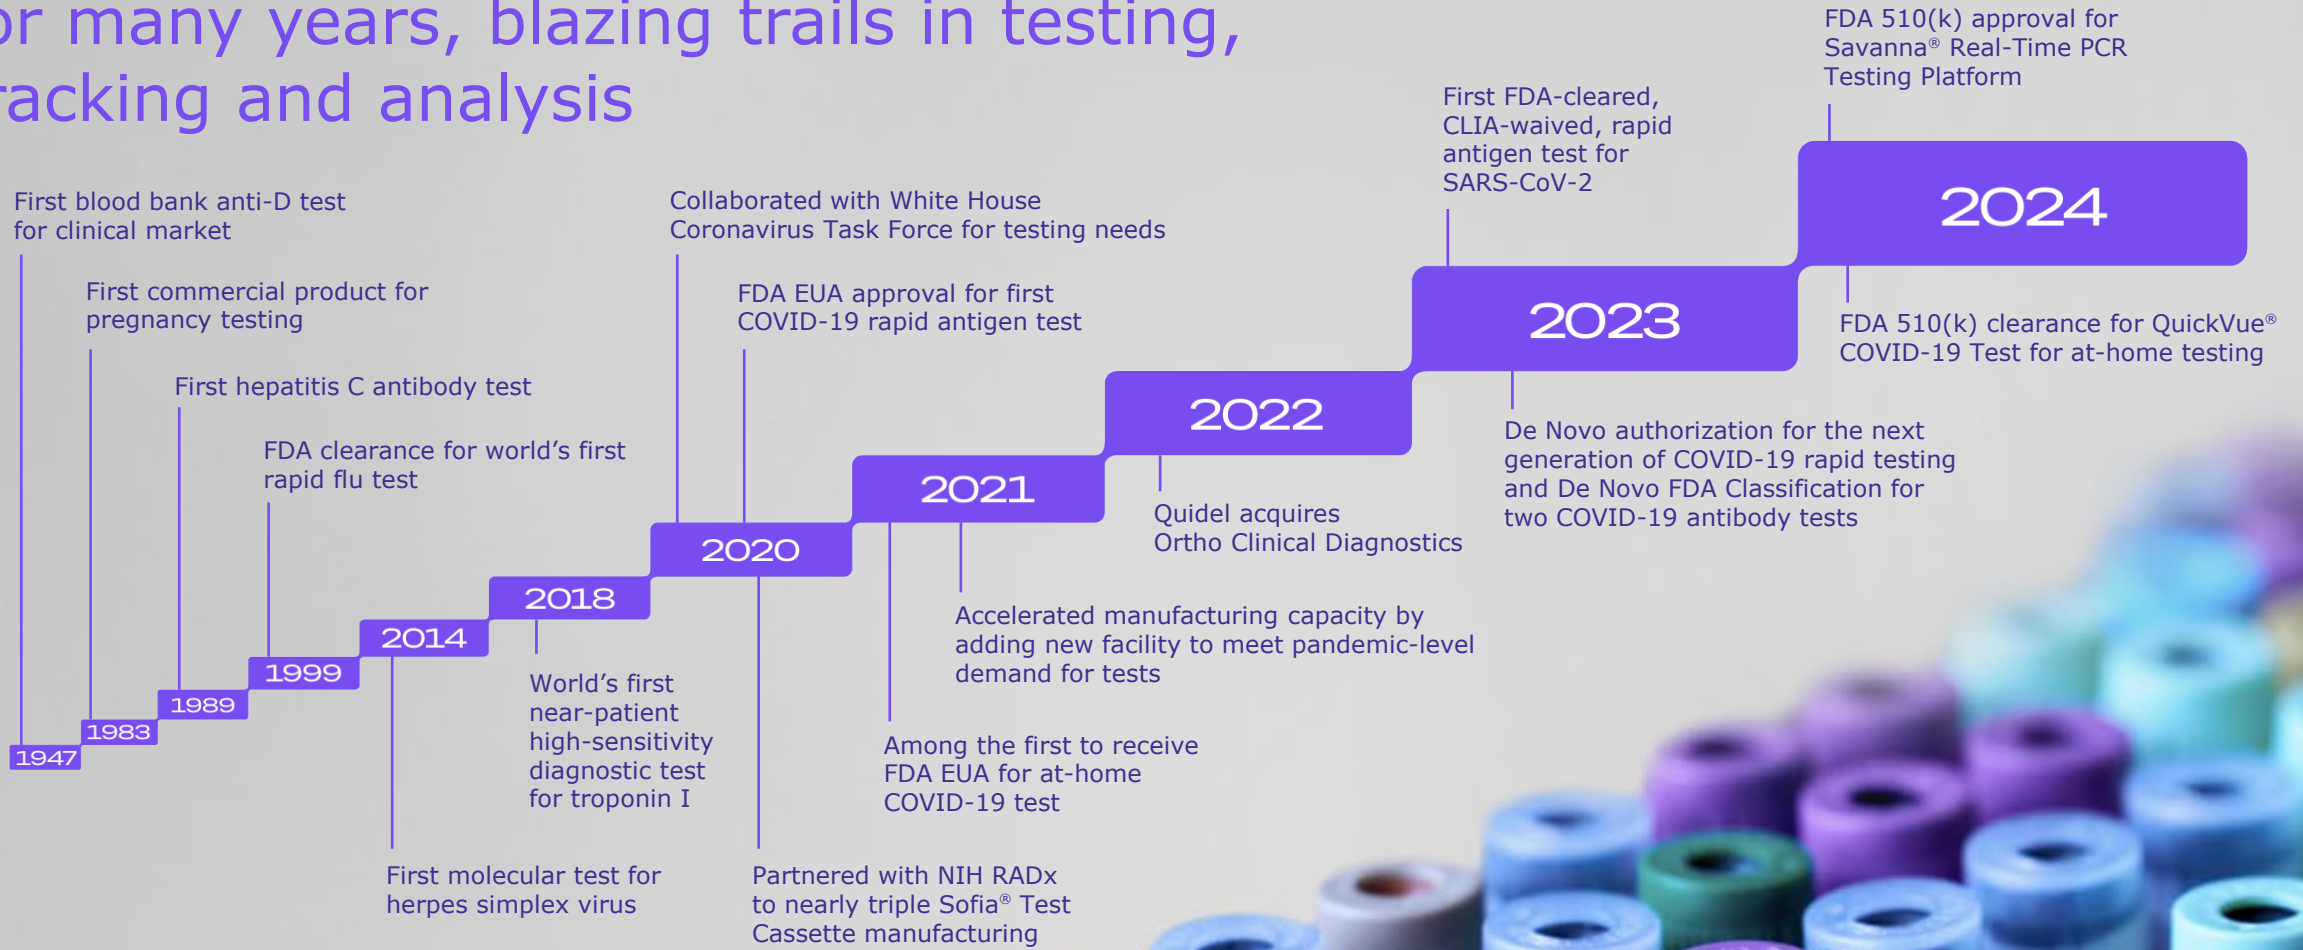 or many years, blazing trails in testing,
racking and analysis
First blood bank anti-D test
for clinical market
First commercial product for
pregnancy testing
First hepatitis C antibody test
FDA clearance for world’s first
rapid flu test
Collaborated with White House
Coronavirus Task Force for testing needs
FDA EUA approval for first
COVID-19 rapid antigen test
First FDA-cleared,
CLIA-waived, rapid
antigen test for
SARS-CoV-2
FDA 510(k) approval for
Savanna® Real-Time PCR
Testing Platform
1947
1983
1989
1999
2014
2018
2020
2021
2022
2023
2024
First molecular test for
herpes simplex virus
World’s first
near-patient
high-sensitivity
diagnostic test
for troponin I
Partnered with NIH RADx
to nearly triple Sofia® Test
Cassette manufacturing
Among the first to receive
FDA EUA for at-home
COVID-19 test
Accelerated manufacturing capacity by
adding new facility to meet pandemic-level
demand for tests
Quidel acquires
Ortho Clinical Diagnostics
De Novo authorization for the next
generation of COVID-19 rapid testing
and De Novo FDA Classification for
two COVID-19 antibody tests
FDA 510(k) clearance for QuickVue®
COVID-19 Test for at-home testing